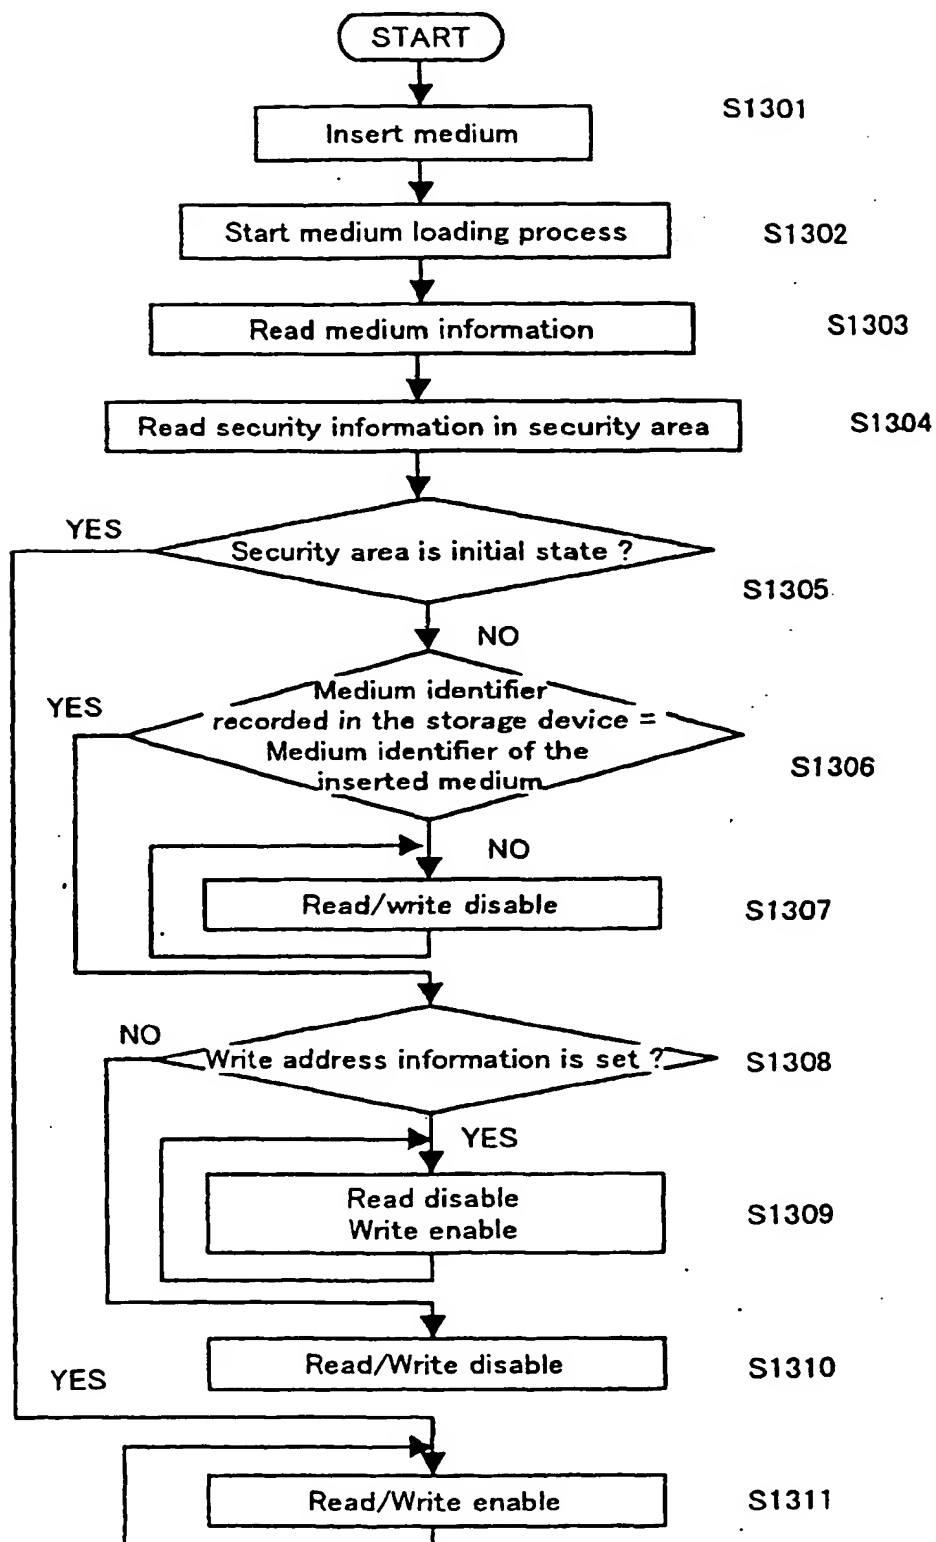 START
S1301
Insert medium
Start medium loading process
S1302
Read medium information
S1303
Read security information in security area
S1304
YES
Security area is initial state ?
S1305
NO
YES
Medium identifier
recorded in the storage device =
Medium identifier of the
inserted medium
S1306
NO
Read/write disable
S1307
NO
Write address information is set ?
S1308
YES
Read disable
Write enable
S1309
Read/Write disable
S1310
YES
Read/Write enable
S1311